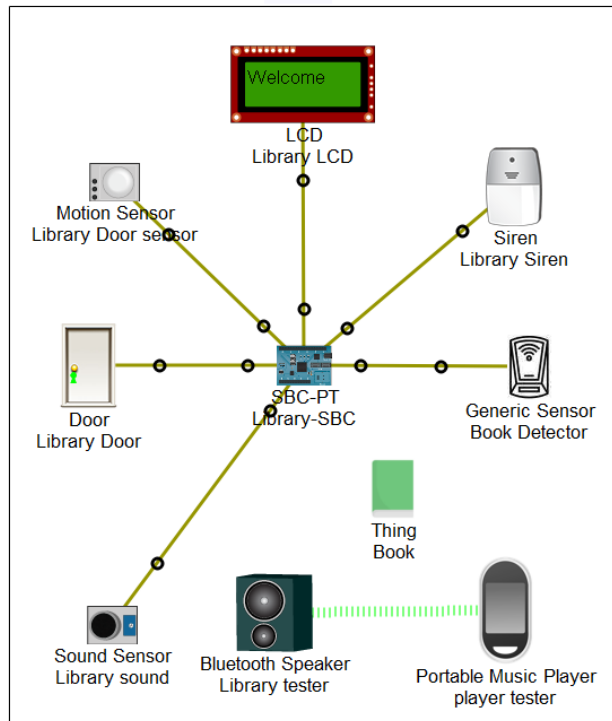 Welcome
LCD
Library LCD
Motion Sensor
Library Door sensor
Siren
Library Siren
SBC-PT
Library-SBC
Door
Library Door
Generic Sensor
Book Detector
Thing
Book
Sound Sensor
Library sound
Bluetooth Speaker
Library tester
Portable Music Player
player tester